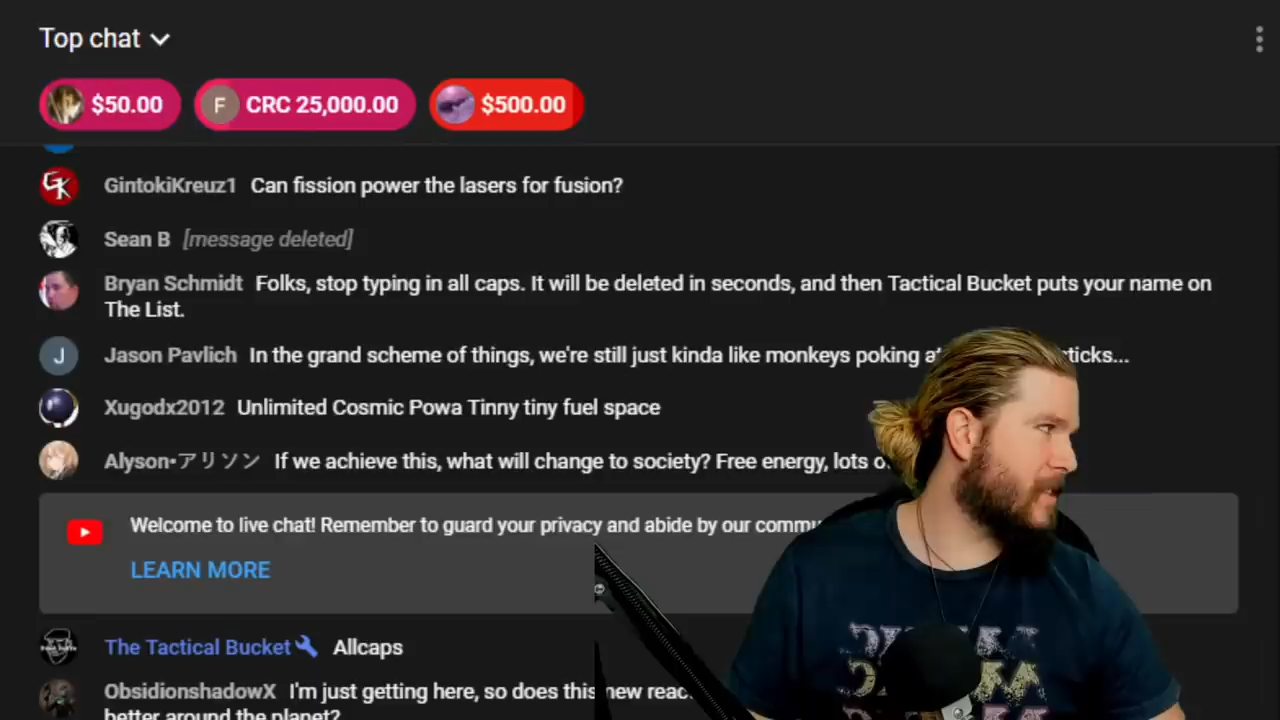 Top chat
$50.00 F CRC 25,000.00 $500.00
GK GintokiKreuz1 Can fission power the lasers for fusion?
Sean B [message deleted]
Bryan Schmidt Folks, stop typing in all caps. It will be deleted in seconds, and then Tactical Bucket puts your name on
The List.
J Jason Pavlich In the grand scheme of things, we're still just kinda like monkeys poking
Xugodx2012 Unlimited Cosmic Powa Tinny tiny fuel space
Alyson•アリソン If we achieve this, what will change to society? Free energy, lots
Welcome to live chat! Remember to guard your privacy and abide by our
LEARN MORE
The Tactical Bucket Allcaps
ObsidionshadowX I'm just getting here, so does this new
better around the planet?